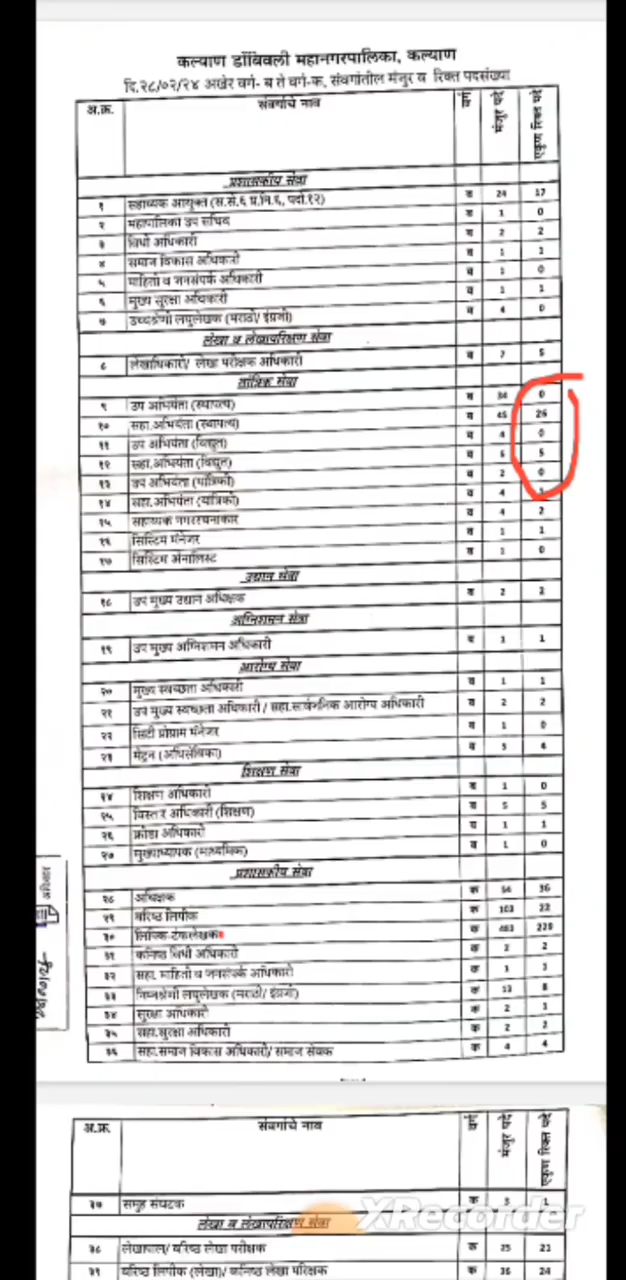 कल्याण डोंबिवली महानगरपालिका, कल्याण
दि.२८/०२/२४ अखेर वर्ग- ब ते वर्ग-क, संवर्गातील मंजुर व रिक्त पदसंख्या
अ.क्र. संवर्गाचे नाव वर्ग मंजुर पदे एकुण रिक्त पदे
प्रशासकीय सेवा
१ सहाय्यक आयुक्त (स.से.६ प्र.नि.६, पदो.१२) ब 24 17
२ महापालिका उप सचिव ब 1 0
३ विधी अधिकारी ब 2 2
४ समाज विकास अधिकारी ब 1 1
५ माहिती व जनसंपर्क अधिकारी ब 1 0
६ मुख्य सुरक्षा अधिकारी ब 1 1
७ उच्चश्रेणी लघुलेखक (मराठी/ इंग्रजी) ब 4 0
लेखा व लेखापरिक्षण सेवा
८ लेखाधिकारी/ लेखा परीक्षक अधिकारी ब 7 5
तांत्रिक सेवा
९ उप अभियंता (स्थापत्य) ब 34 0
१० सहा.अभियंता (स्थापत्य) ब 45 26
११ उप अभियंता (विद्युत) ब 4 0
१२ सहा.अभियंता (विद्युत) ब 5
१३ उप अभियंता (यांत्रिकी) ब 2 0
१४ सहा.अभियंता (यांत्रिकी) ब 4
१५ सहाय्यक नगररचनाकार ब 4 2
१६ सिस्टिम मॅनेजर ब 1 1
१७ सिस्टिम अॅनालिस्ट ब 1 0
उद्यान सेवा
१८ उप मुख्य उद्यान अधिक्षक ब 2 2
अग्निशमन सेवा
१९ उप मुख्य अग्निशमन अधिकारी ब 1 1
आरोग्य सेवा
२० मुख्य स्वच्छता अधिकारी ब 1 1
२१ उप मुख्य स्वच्छता अधिकारी / सहा.सार्वजनिक आरोग्य अधिकारी ब 2 2
२२ सिटी प्रोग्राम मॅनेजर ब 1 0
२३ मेट्रन (अधिसेविका) ब 5 4
शिक्षण सेवा
२४ शिक्षण अधिकारी ब 1 0
२५ विस्तार अधिकारी (शिक्षण) ब 5 5
२६ क्रीडा अधिकारी ब 1 1
२७ मुख्याध्यापक (माध्यमिक) ब 1 0
प्रशासकीय सेवा
२८ अधिक्षक क 54 36
२९ वरिष्ठ लिपीक क 103 22
३० लिपिक टंकलेखक क
३१ कनिष्ठ विधी अधिकारी क 2 2
३२ सहा. माहिती व जनसंपर्क अधिकारी क 1 1
३३ निम्नश्रेणी लघुलेखक (मराठी/ इंग्रजी) क 13 8
३४ सुरक्षा अधिकारी क 2 1
३५ सहा.सुरक्षा अधिकारी क 2 2
३६ सहा.समाज विकास अधिकारी/ समाज सेवक क 4 4
अ.क्र. संवर्गाचे नाव वर्ग मंजुर पदे एकुण रिक्त पदे
३७ समुह संघटक क 1
लेखा व लेखापरिक्षण सेवा
३८ लेखापाल/ वरिष्ठ लेखा परीक्षक क 25 21
३९ वरिष्ठ लिपीक (लेखा)/ कनिष्ठ लेखा परिक्षक क 36 24
XRecorder